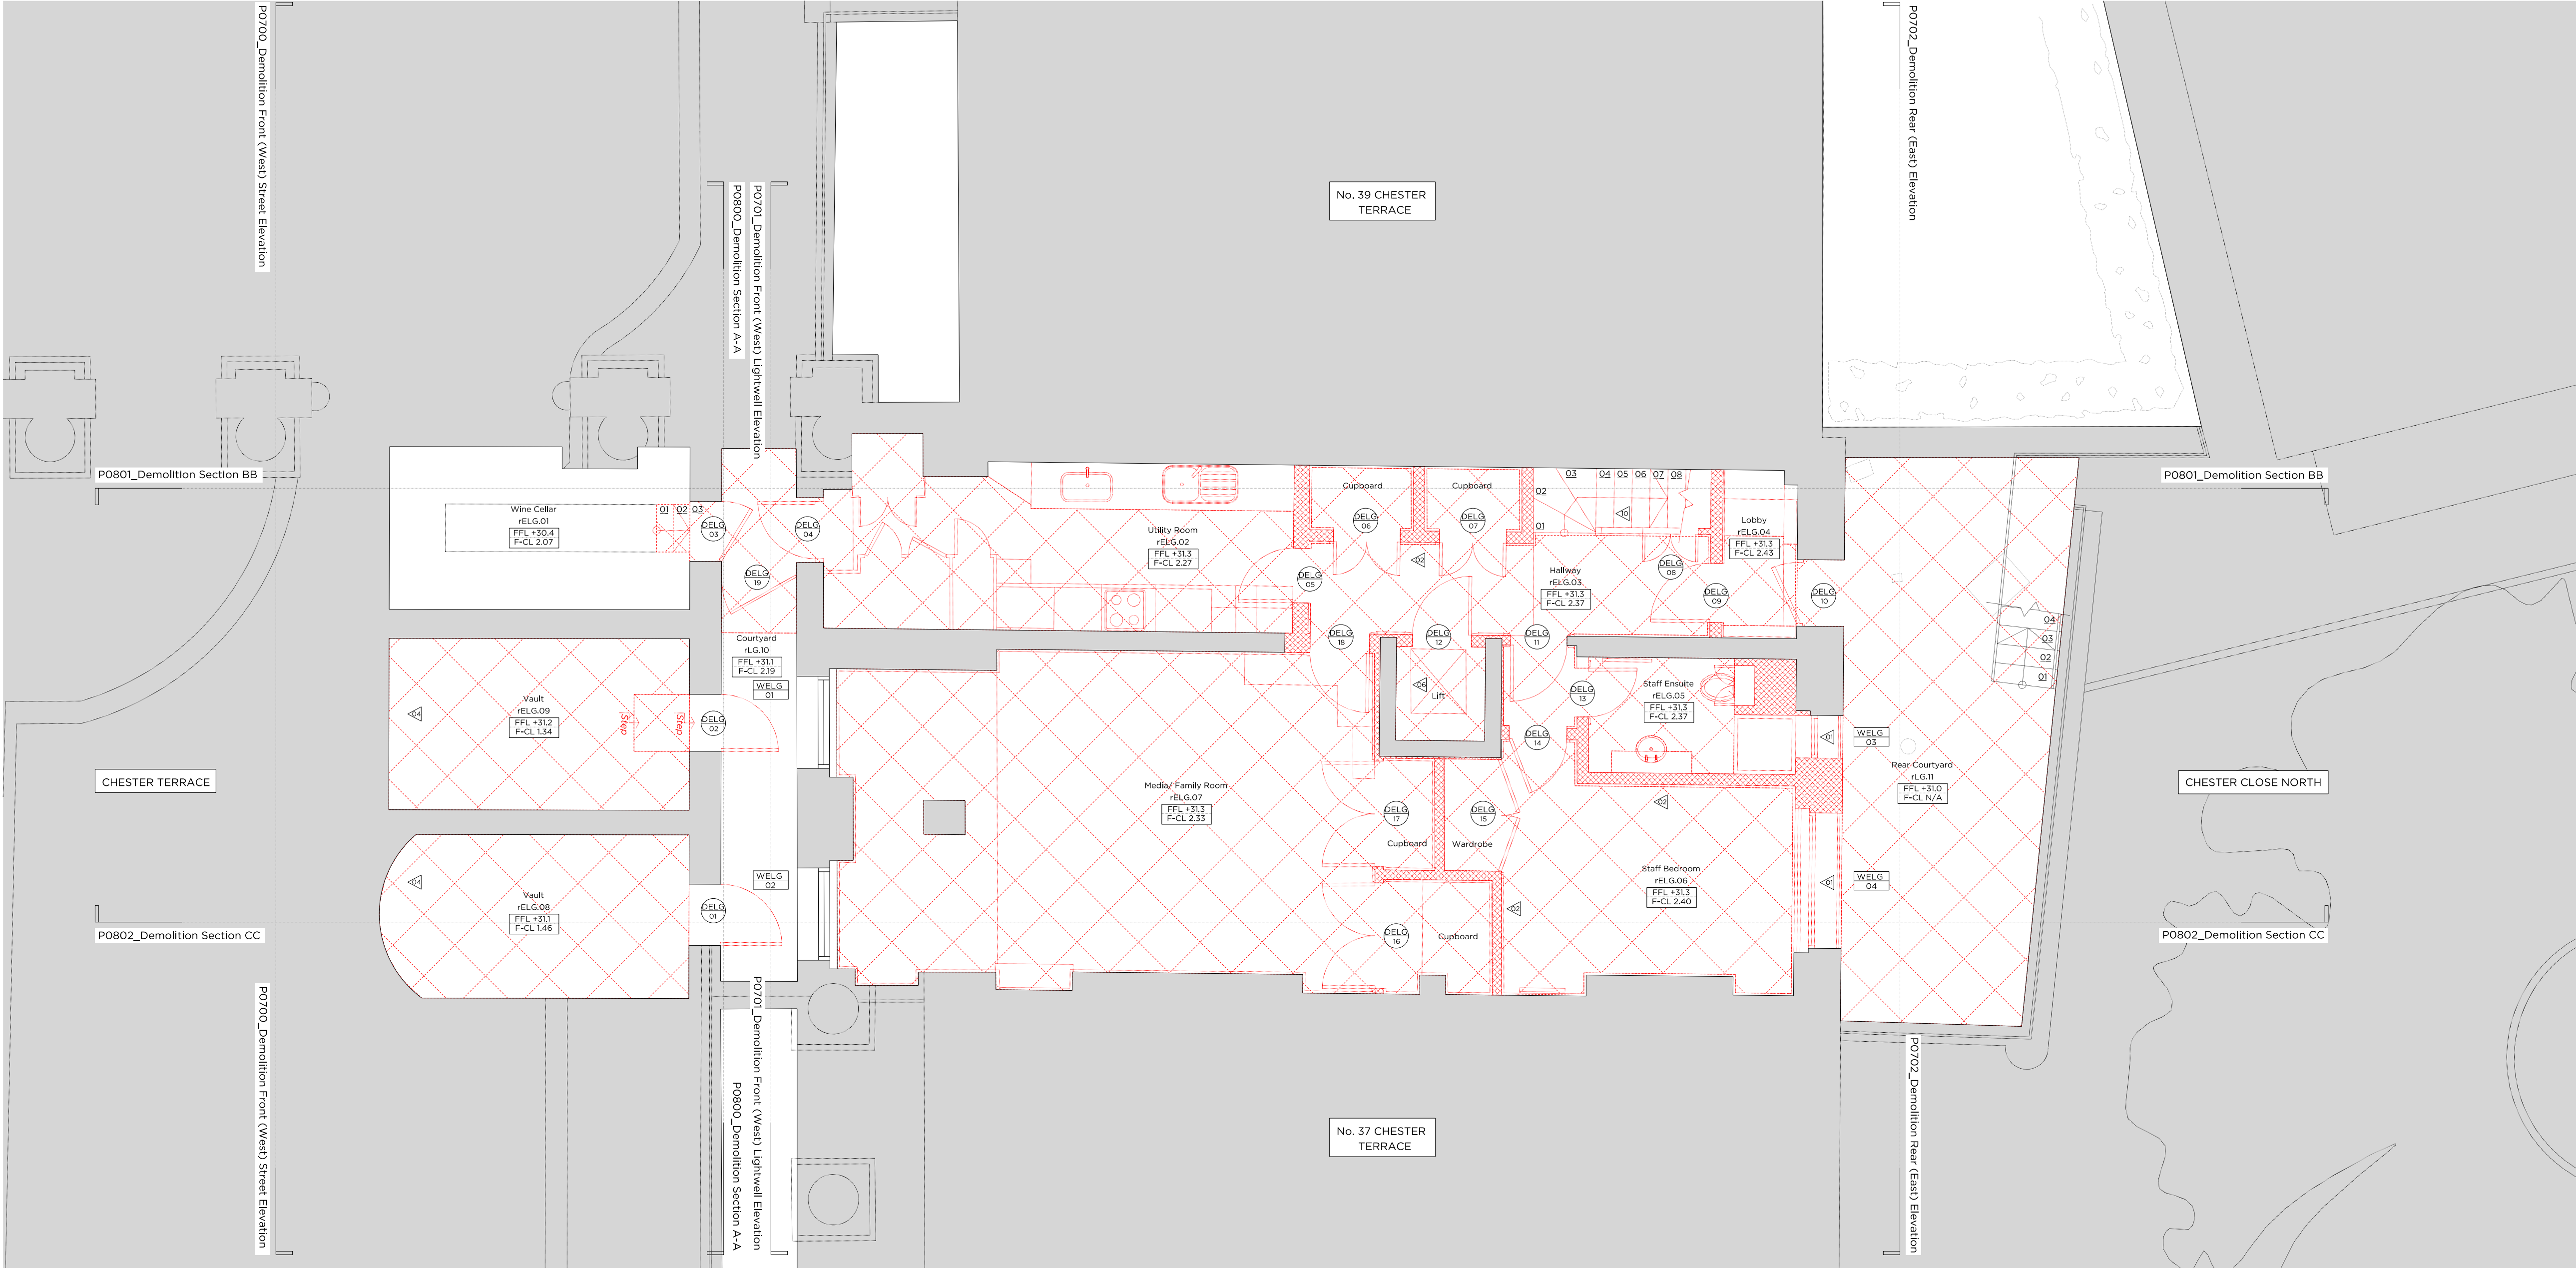 P0700_Demolition Front (West) Street Elevation
P0800_Demolition Section A-A
P0701_Demolition Front (West) Lightwell Elevation
P0702_Demolition Rear (East) Elevation
No. 39 CHESTER
TERRACE
P0801_Demolition Section BB
P0801_Demolition Section BB
Wine Cellar
rELG.01
FFL +30.4
F-CL 2.07
01 02 03
DELG
03
DELG
04
DELG
19
Utility Room
rELG.02
FFL +31.3
F-CL 2.27
Cupboard
DELG
06
Cupboard
DELG
07
DELG
05
02
03 04 05 06 07 08
02
01
10
Hallway
rELG.03
FFL +31.3
F-CL 2.37
DELG
08
Lobby
rELG.04
FFL +31.3
F-CL 2.43
DELG
09
DELG
10
04
03
02
01
Courtyard
rLG.10
FFL +31.1
F-CL 2.19
WELG
01
Vault
rELG.09
FFL +31.2
F-CL 1.34
04
Step
Step
DELG
02
DELG
18
DELG
12
DELG
11
06
Lift
DELG
13
Staff Ensuite
rELG.05
FFL +31.3
F-CL 2.37
DELG
14
01
WELG
03
Rear Courtyard
rLG.11
FFL +31.0
F-CL N/A
CHESTER TERRACE
CHESTER CLOSE NORTH
Media/ Family Room
rELG.07
FFL +31.3
F-CL 2.33
DELG
17
Cupboard
DELG
15
Wardrobe
02
Staff Bedroom
rELG.06
FFL +31.3
F-CL 2.40
02
01
WELG
04
Vault
rELG.08
FFL +31.1
F-CL 1.46
04
DELG
01
WELG
02
DELG
16
Cupboard
P0802_Demolition Section CC
P0802_Demolition Section CC
P0700_Demolition Front (West) Street Elevation
P0800_Demolition Section A-A
P0701_Demolition Front (West) Lightwell Elevation
No. 37 CHESTER
TERRACE
P0702_Demolition Rear (East) Elevation